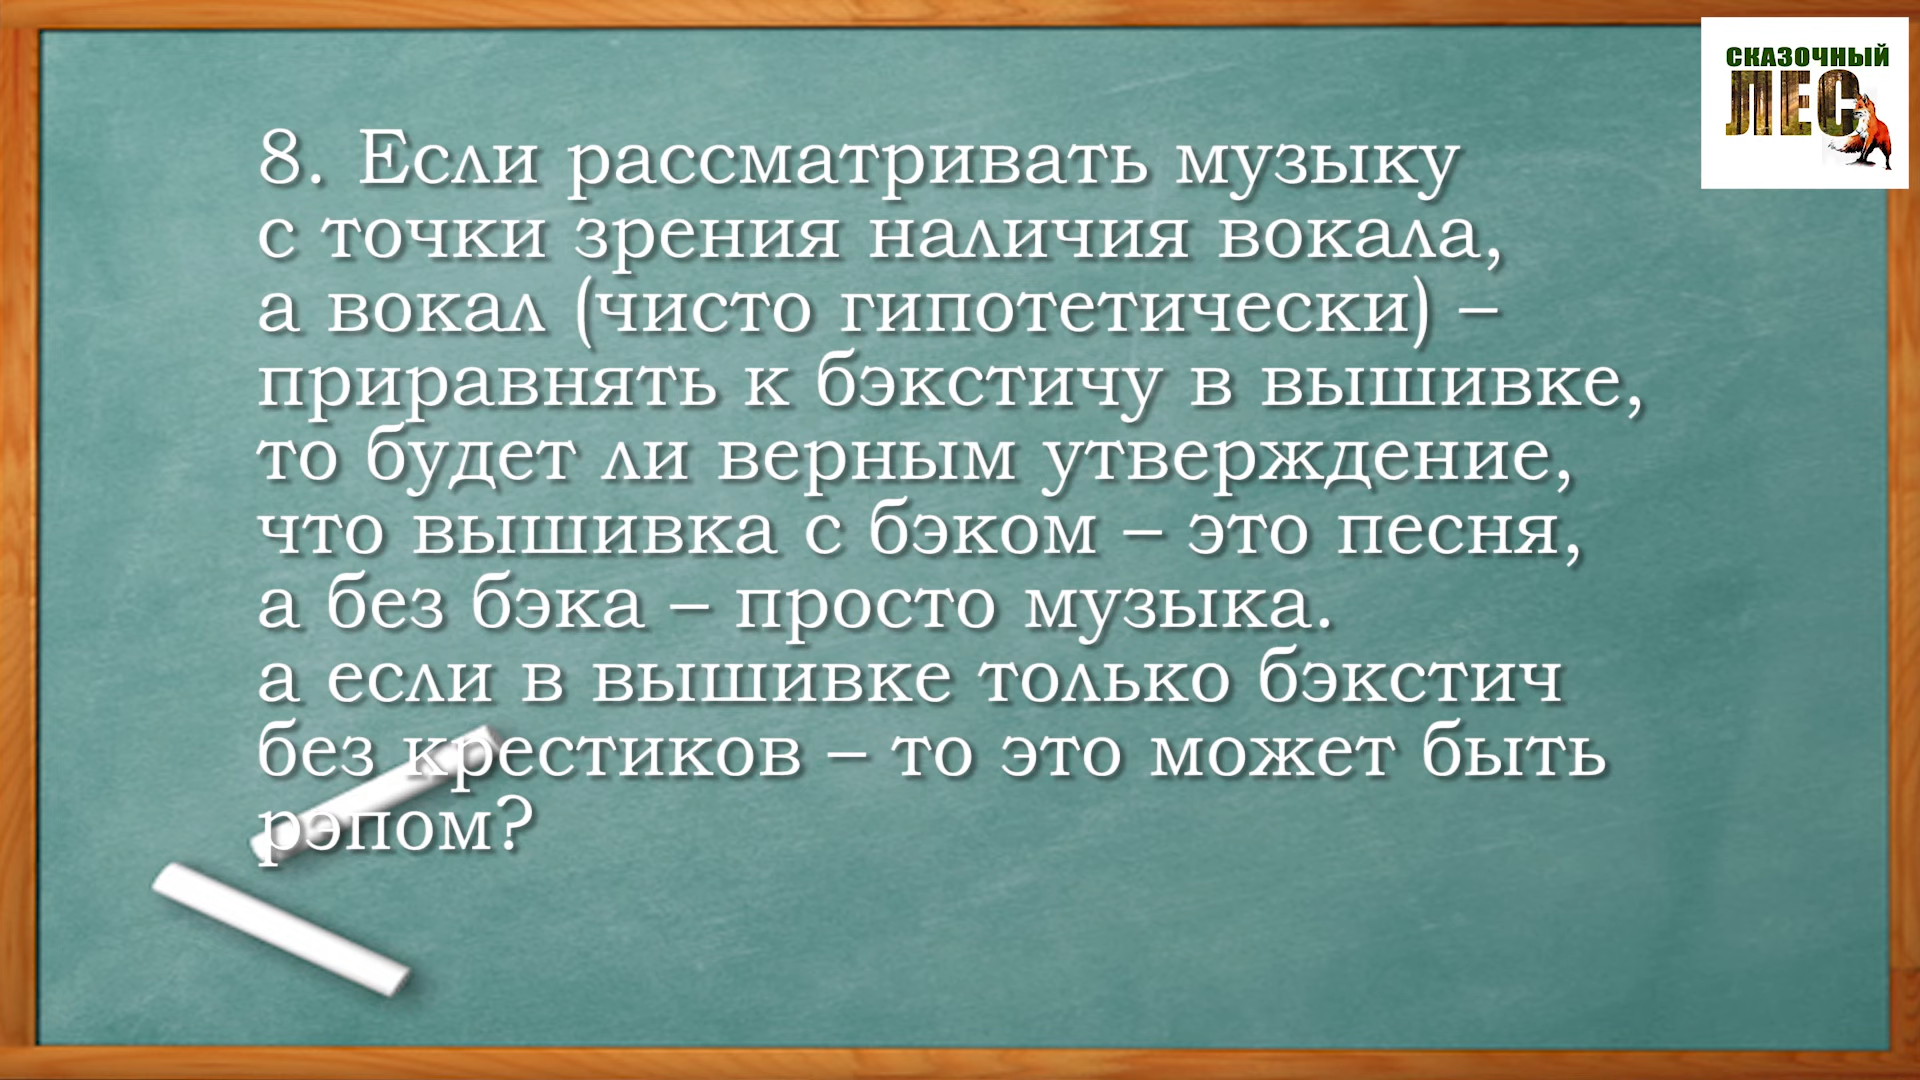 СКАЗОЧНЫЙ
ЛЕС
8. Если рассматривать музыку
с точки зрения наличия вокала,
а вокал (чисто гипотетически) –
приравнять к бэкстичу в вышивке,
то будет ли верным утверждение,
что вышивка с бэком – это песня,
а без бэка – просто музыка.
а если в вышивке только бэкстич
без крестиков – то это может быть
рэпом?